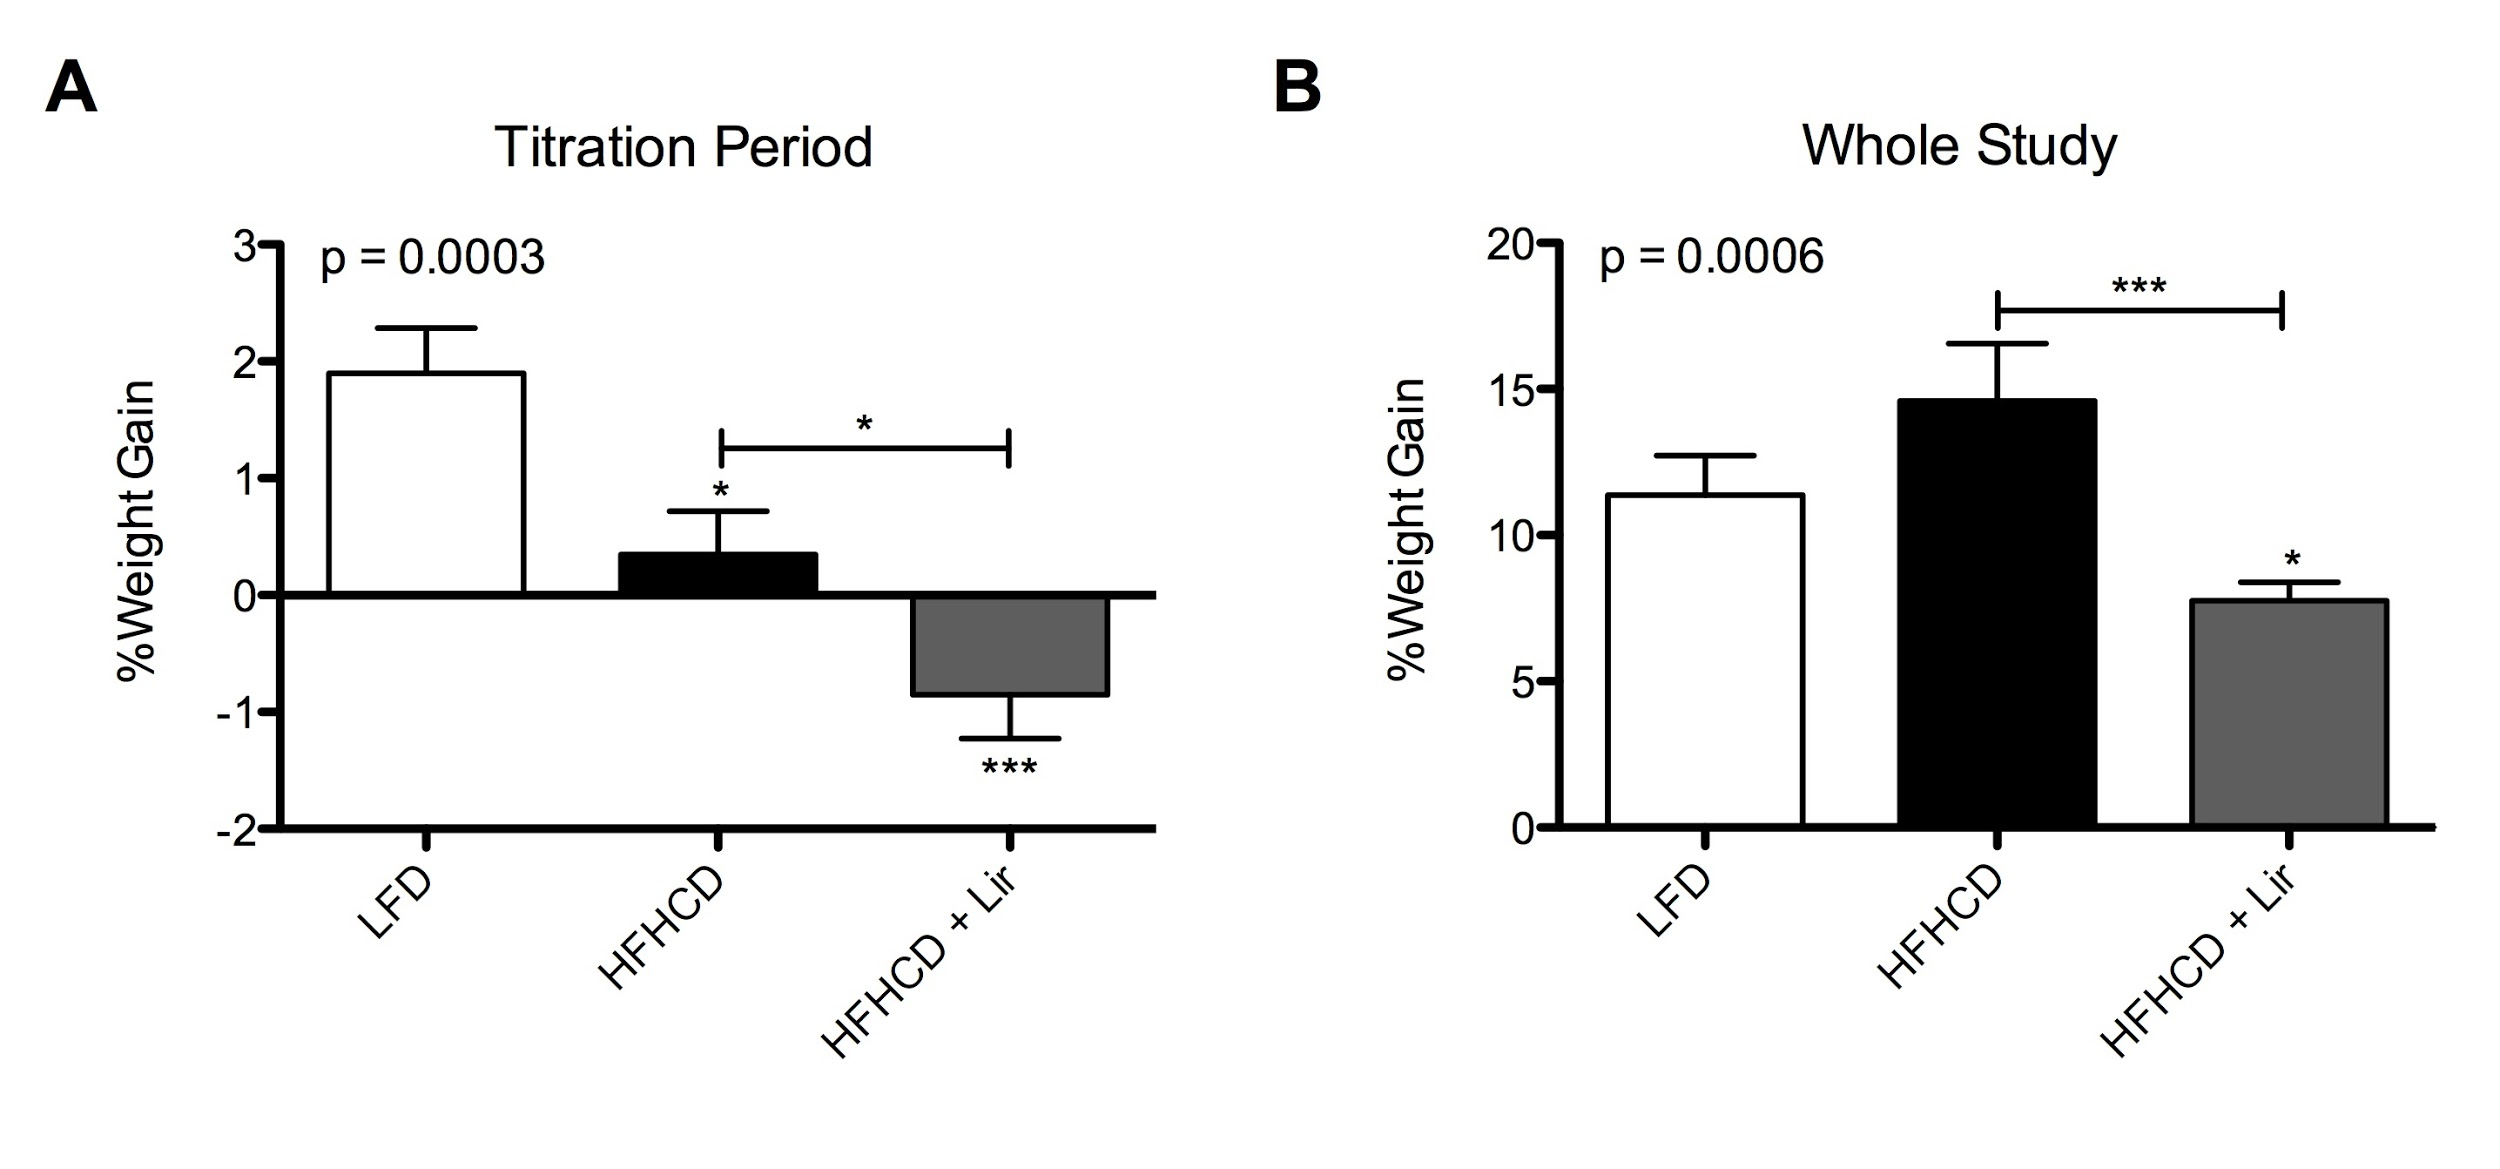 A
Titration Period
% Weight Gain
3
2
1
0
-1
-2
p = 0.0003
*
*
***
LFD
HFHCD
HFHCD + Lir
B
Whole Study
% Weight Gain
20
15
10
5
0
p = 0.0006
***
*
LFD
HFHCD
HFHCD + Lir